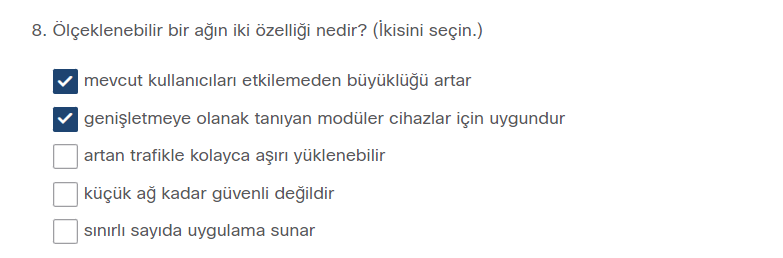 8. Ölçeklenebilir bir ağın iki özelliği nedir? (İkisini seçin.)
mevcut kullanıcıları etkilemeden büyüklüğü artar
genişletmeye olanak tanıyan modüler cihazlar için uygundur
artan trafikle kolayca aşırı yüklenebilir
küçük ağ kadar güvenli değildir
sınırlı sayıda uygulama sunar